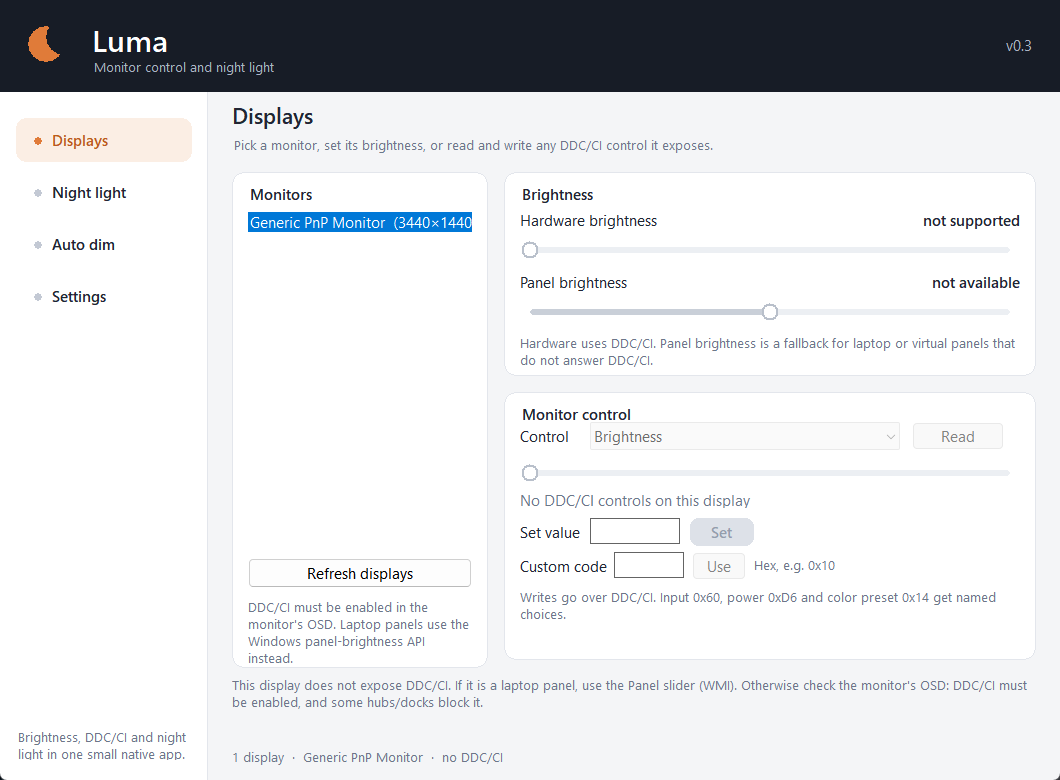 Luma
Monitor control and night light
v0.3
Displays
Night light
Auto dim
Settings
Brightness, DDC/CI and night
light in one small native app.
Displays
Pick a monitor, set its brightness, or read and write any DDC/CI control it exposes.
Monitors
Generic PnP Monitor (3440×1440
Refresh displays
DDC/CI must be enabled in the
monitor's OSD. Laptop panels use the
Windows panel-brightness API
instead.
Brightness
Hardware brightness not supported
Panel brightness not available
Hardware uses DDC/CI. Panel brightness is a fallback for laptop or virtual panels that
do not answer DDC/CI.
Monitor control
Control Brightness Read
No DDC/CI controls on this display
Set value Set
Custom code Use Hex, e.g. 0x10
Writes go over DDC/CI. Input 0x60, power 0xD6 and color preset 0x14 get named
choices.
This display does not expose DDC/CI. If it is a laptop panel, use the Panel slider (WMI). Otherwise check the monitor's OSD: DDC/CI must
be enabled, and some hubs/docks block it.
1 display · Generic PnP Monitor · no DDC/CI